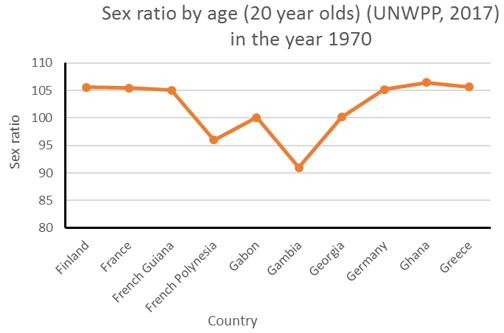 Sex ratio by age (20 year olds) (UNWPP, 2017)
in the year 1970
110
105
100
95
90
85
80
Sex ratio
Finland
France
French Guiana
French Polynesia
Gabon
Gambia
Georgia
Germany
Ghana
Greece
Country